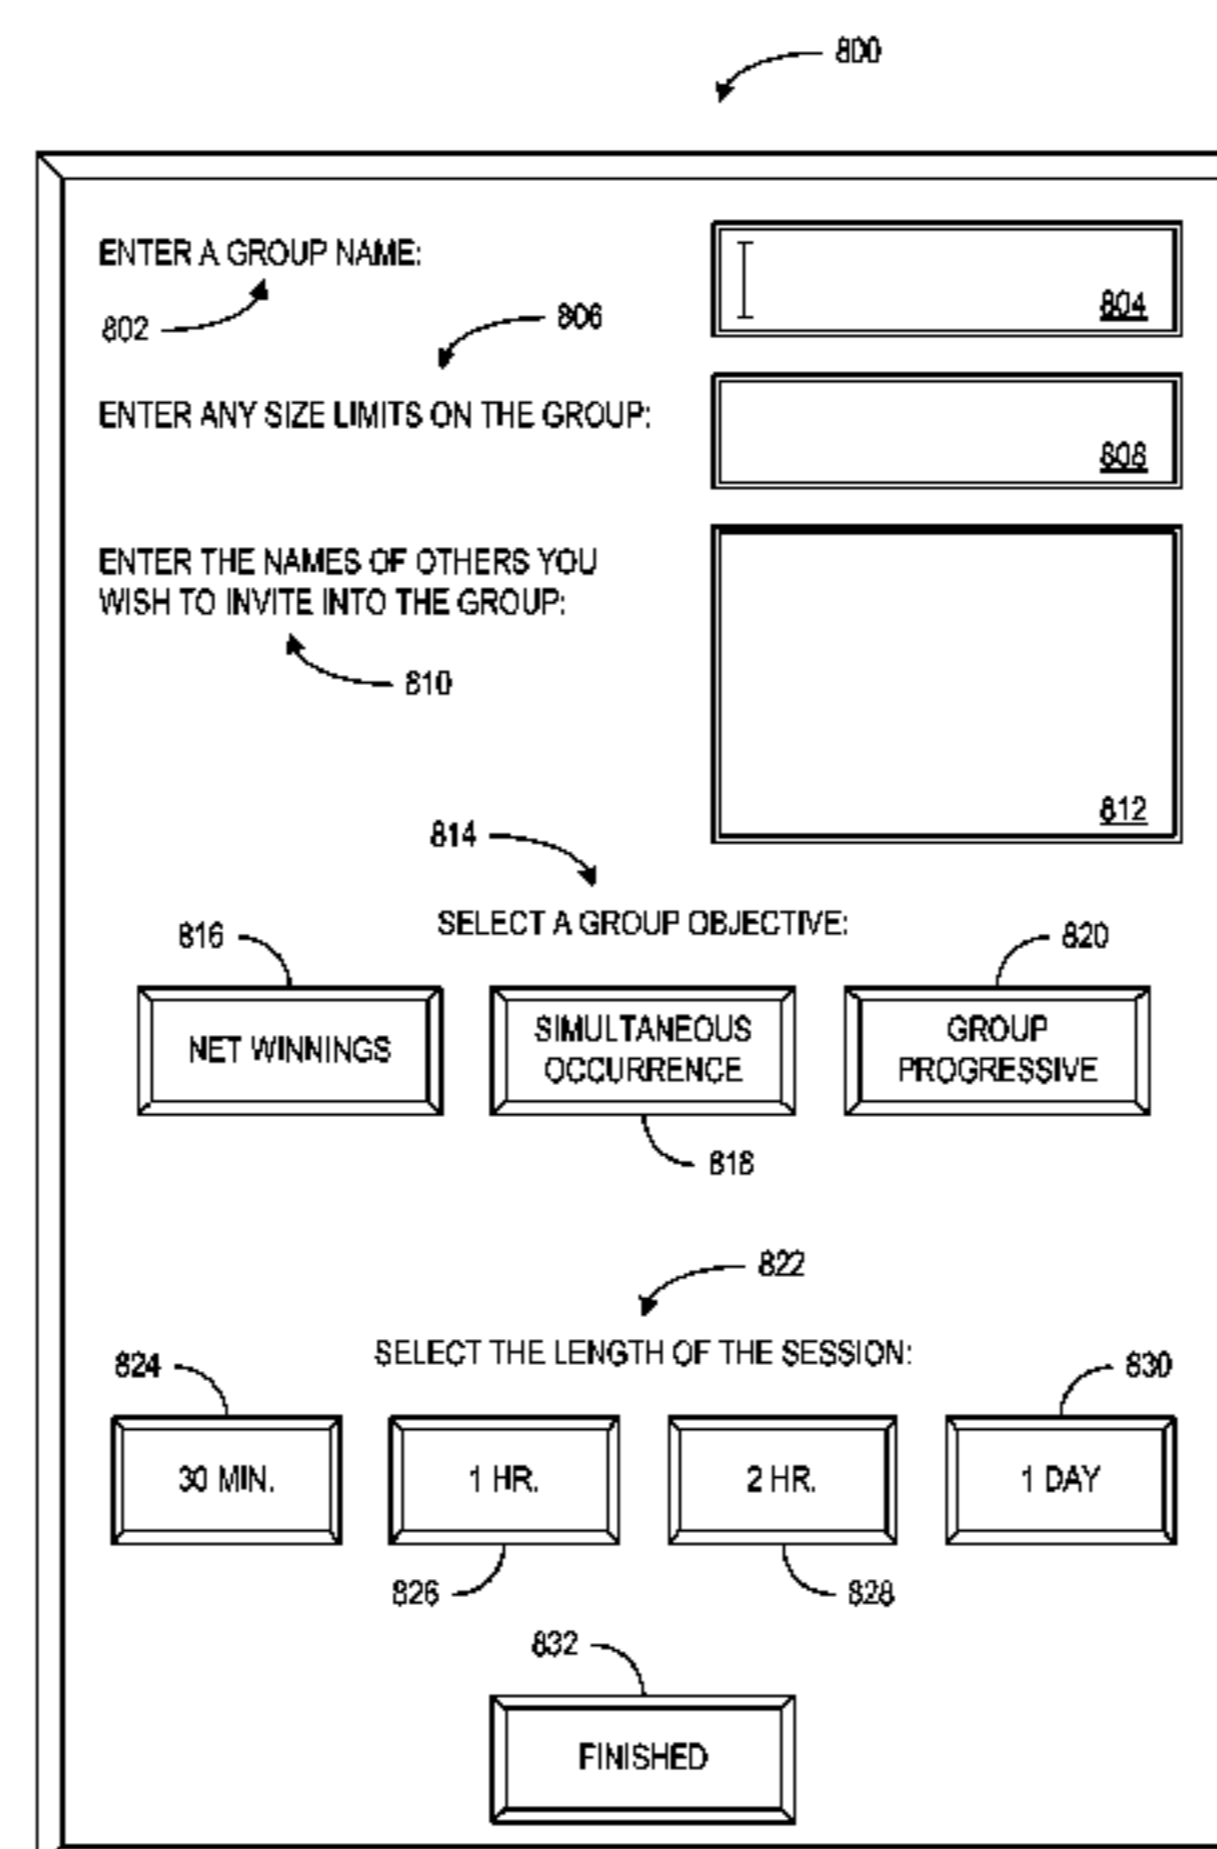 800
ENTER A GROUP NAME:
804
802
806
ENTER ANY SIZE LIMITS ON THE GROUP:
808
ENTER THE NAMES OF OTHERS YOU
WISH TO INVITE INTO THE GROUP:
810
812
814
SELECT A GROUP OBJECTIVE:
816
820
NET WINNINGS
SIMULTANEOUS
OCCURRENCE
GROUP
PROGRESSIVE
818
822
SELECT THE LENGTH OF THE SESSION:
824
830
30 MIN.
1 HR.
2 HR.
1 DAY
826
828
832
FINISHED